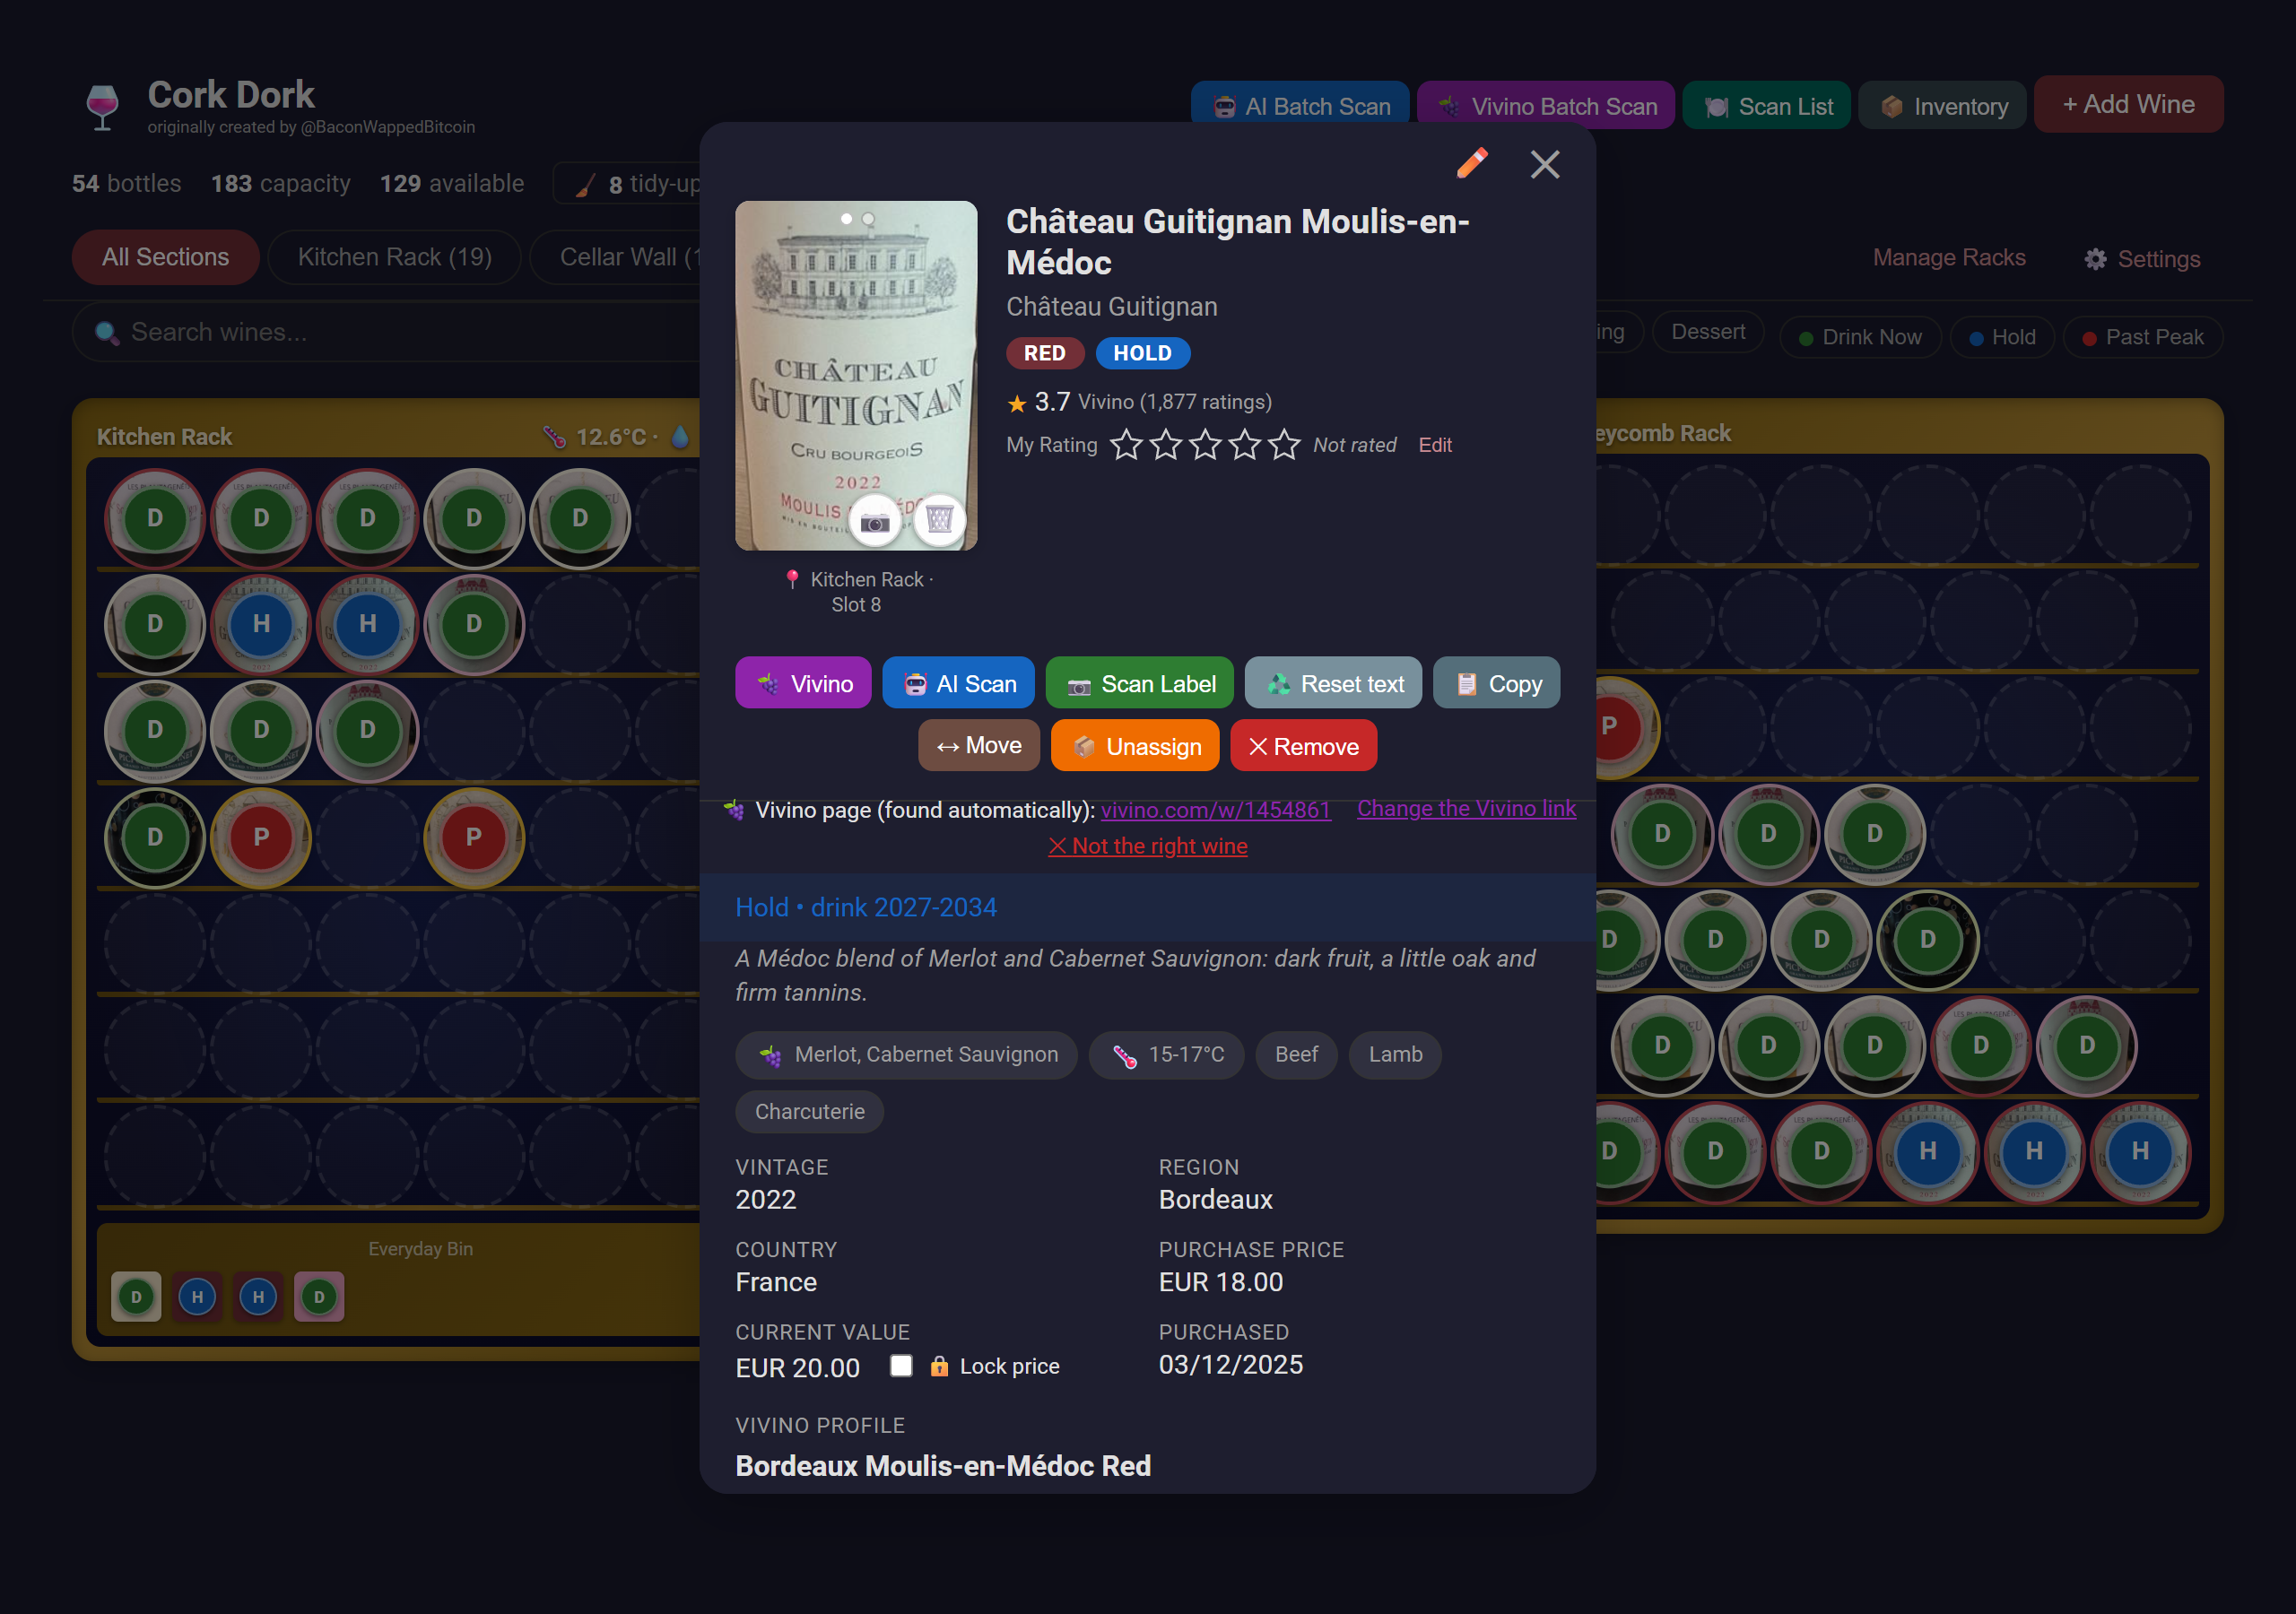 Cork Dork
originally created by @BaconWappedBitcoin
AI Batch Scan
Vivino Batch Scan
Scan List
Inventory
+ Add Wine
54 bottles 183 capacity 129 available
8 tidy-up
All Sections
Kitchen Rack (19)
Cellar Wall (1
Manage Racks
Settings
Search wines...
ing
Dessert
Drink Now
Hold
Past Peak
Kitchen Rack
12.6°C ·
eycomb Rack
D D D D D
D H H D
D D D
D P P
Everyday Bin
D H H D
P
D D D
D D D D
D D D D D
D D D H H H
CHÂTEAU
GUITIGNAN
CRU BOURGEOIS
2022
MOULIS
Kitchen Rack ·
Slot 8
Château Guitignan Moulis-en-
Médoc
Château Guitignan
RED HOLD
★ 3.7 Vivino (1,877 ratings)
My Rating Not rated Edit
Vivino
AI Scan
Scan Label
Reset text
Copy
↔ Move
Unassign
✕ Remove
Vivino page (found automatically): vivino.com/w/1454861 Change the Vivino link
✕ Not the right wine
Hold • drink 2027-2034
A Médoc blend of Merlot and Cabernet Sauvignon: dark fruit, a little oak and
firm tannins.
Merlot, Cabernet Sauvignon
15-17°C
Beef
Lamb
Charcuterie
VINTAGE
2022
REGION
Bordeaux
COUNTRY
France
PURCHASE PRICE
EUR 18.00
CURRENT VALUE
EUR 20.00
Lock price
PURCHASED
03/12/2025
VIVINO PROFILE
Bordeaux Moulis-en-Médoc Red